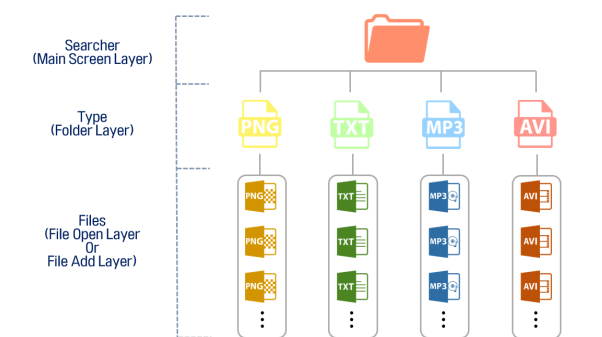 Searcher
(Main Screen Layer)
Type
(Folder Layer)
PNG TXT MP3 AVI
Files
(File Open Layer
Or
File Add Layer)
PNG TXT MP3 AVI
PNG TXT MP3 AVI
PNG TXT MP3 AVI